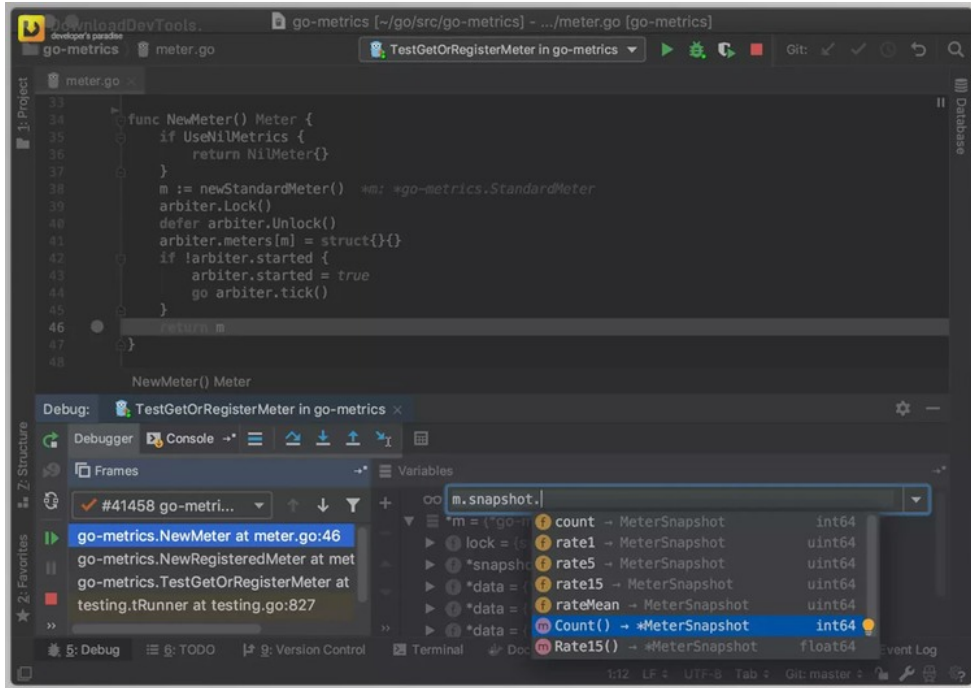 DownloadDevTools.
developer's paradise
go-metrics [~/go/src/go-metrics] - .../meter.go [go-metrics]
go-metrics meter.go
TestGetOrRegisterMeter in go-metrics
Git:
1: Project
meter.go
Database
33
34 func NewMeter() Meter {
35 if UseNilMetrics {
36 return NilMeter{}
37 }
38 m := newStandardMeter() *m: *go-metrics.StandardMeter
39 arbiter.Lock()
40 defer arbiter.Unlock()
41 arbiter.meters[m] = struct{}{}
42 if !arbiter.started {
43 arbiter.started = true
44 go arbiter.tick()
45 }
46 return m
47 }
48
NewMeter() Meter
Debug: TestGetOrRegisterMeter in go-metrics
Debugger Console
Frames
Variables
Z: Structure
2: Favorites
#41458 go-metri...
go-metrics.NewMeter at meter.go:46
go-metrics.NewRegisteredMeter at met
go-metrics.TestGetOrRegisterMeter at
testing.tRunner at testing.go:827
m.snapshot.
*m = {*go-m
lock = {s
*snapsho
*data = {
*data = {
*data = {
count → MeterSnapshot int64
rate1 → MeterSnapshot uint64
rate5 → MeterSnapshot uint64
rate15 → MeterSnapshot uint64
rateMean → MeterSnapshot uint64
Count() → *MeterSnapshot int64
Rate15() → *MeterSnapshot float64
5: Debug 6: TODO 9: Version Control Terminal Doc Event Log
1:12 LF UTF-8 Tab Git: master